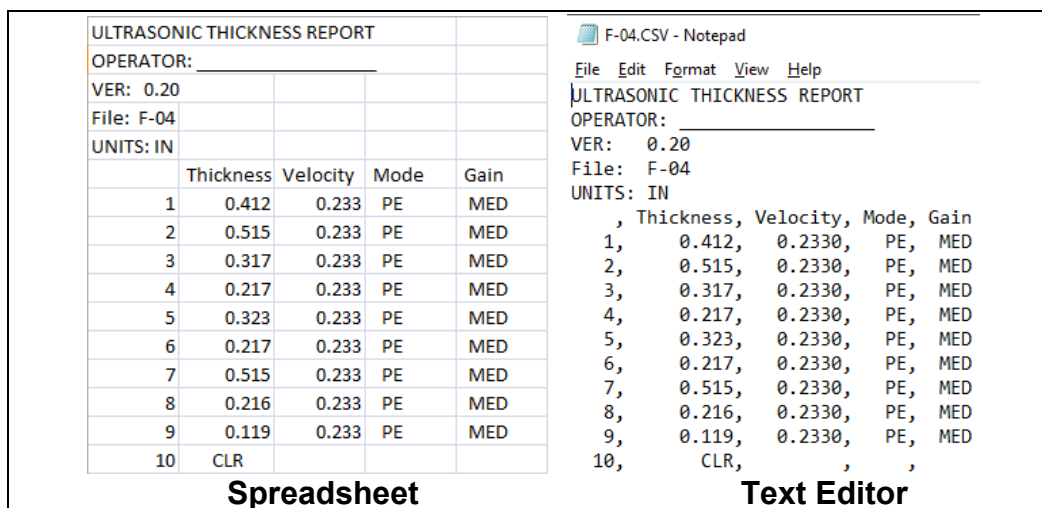 ULTRASONIC THICKNESS REPORT
OPERATOR: ___________________
VER: 0.20
File: F-04
UNITS: IN
Thickness Velocity Mode Gain
1 0.412 0.233 PE MED
2 0.515 0.233 PE MED
3 0.317 0.233 PE MED
4 0.217 0.233 PE MED
5 0.323 0.233 PE MED
6 0.217 0.233 PE MED
7 0.515 0.233 PE MED
8 0.216 0.233 PE MED
9 0.119 0.233 PE MED
10 CLR
Spreadsheet
F-04.CSV - Notepad
File Edit Format View Help
ULTRASONIC THICKNESS REPORT
OPERATOR: ___________________
VER: 0.20
File: F-04
UNITS: IN
, Thickness, Velocity, Mode, Gain
1, 0.412, 0.2330, PE, MED
2, 0.515, 0.2330, PE, MED
3, 0.317, 0.2330, PE, MED
4, 0.217, 0.2330, PE, MED
5, 0.323, 0.2330, PE, MED
6, 0.217, 0.2330, PE, MED
7, 0.515, 0.2330, PE, MED
8, 0.216, 0.2330, PE, MED
9, 0.119, 0.2330, PE, MED
10, CLR, , ,
Text Editor